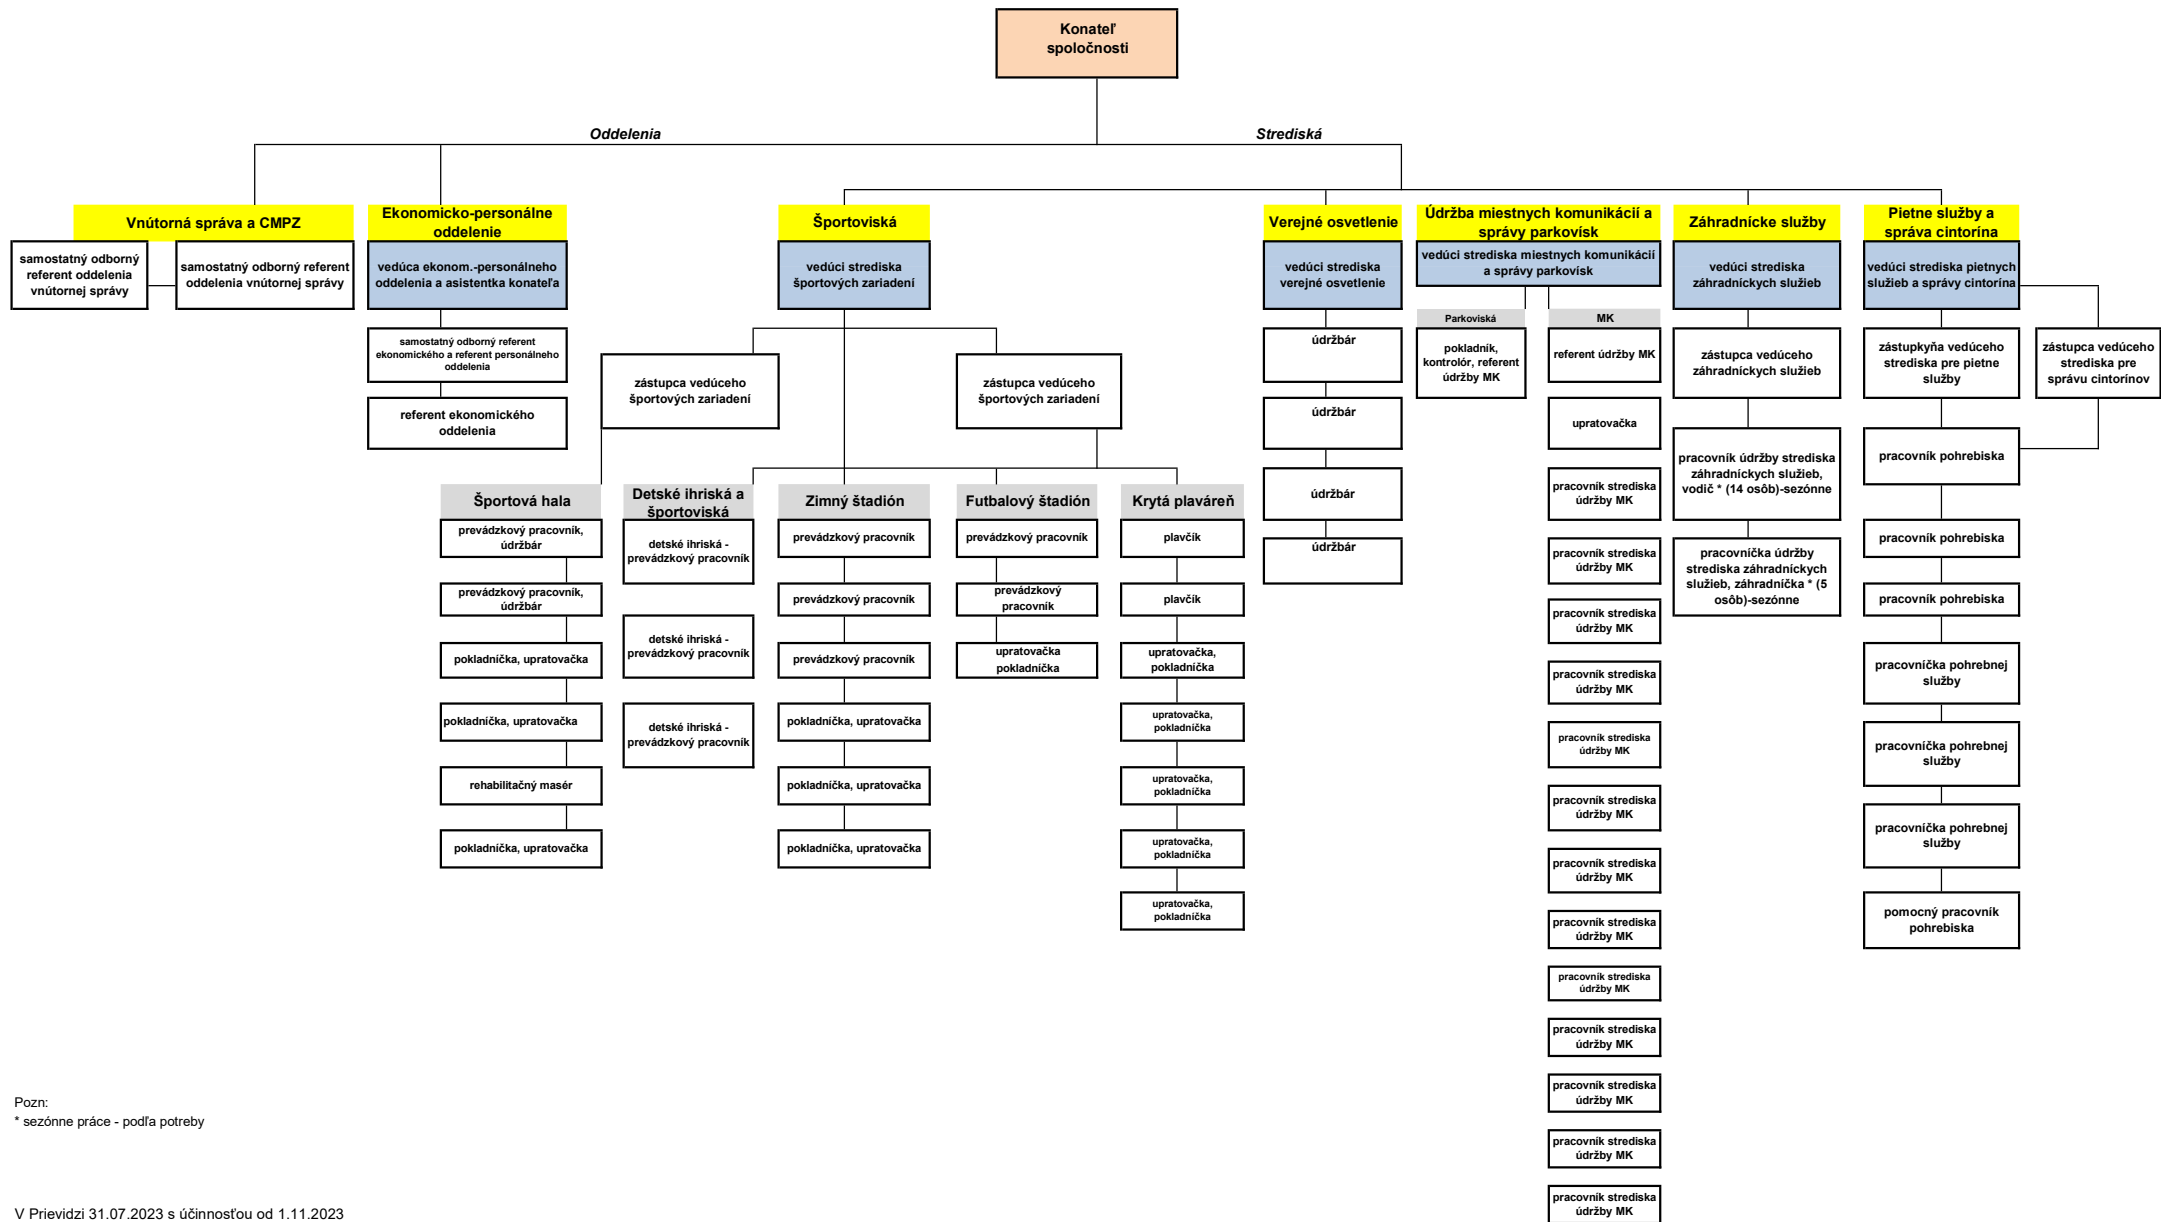 Konateľ
spoločnosti
Oddelenia
Strediská
Vnútorná správa a CMPZ
samostatný odborný
referent oddelenia
vnútornej správy
samostatný odborný referent
oddelenia vnútornej správy
Ekonomicko-personálne
oddelenie
vedúca ekonom.-personálneho
oddelenia a asistentka konateľa
samostatný odborný referent
ekonomického a referent personálneho
oddelenia
referent ekonomického
oddelenia
Športoviská
vedúci strediska
športových zariadení
zástupca vedúceho
športových zariadení
zástupca vedúceho
športových zariadení
Športová hala
prevádzkový pracovník,
údržbár
prevádzkový pracovník,
údržbár
pokladníčka, upratovačka
pokladníčka, upratovačka
rehabilitačný masér
pokladníčka, upratovačka
Detské ihriská a
športoviská
detské ihriská -
prevádzkový pracovník
detské ihriská -
prevádzkový pracovník
detské ihriská -
prevádzkový pracovník
Zimný štadión
prevádzkový pracovník
prevádzkový pracovník
prevádzkový pracovník
pokladníčka, upratovačka
pokladníčka, upratovačka
pokladníčka, upratovačka
Futbalový štadión
prevádzkový pracovník
prevádzkový
pracovník
upratovačka
pokladníčka
Krytá plaváreň
plavčík
plavčík
upratovačka,
pokladníčka
upratovačka,
pokladníčka
upratovačka,
pokladníčka
upratovačka,
pokladníčka
upratovačka,
pokladníčka
Verejné osvetlenie
vedúci strediska
verejné osvetlenie
údržbár
údržbár
údržbár
údržbár
Údržba miestnych komunikácií a
správy parkovísk
vedúci strediska miestnych komunikácií
a správy parkovísk
Parkoviská
pokladník,
kontrolór, referent
údržby MK
MK
referent údržby MK
upratovačka
pracovník strediska
údržby MK
pracovník strediska
údržby MK
pracovník strediska
údržby MK
pracovník strediska
údržby MK
pracovník strediska
údržby MK
pracovník strediska
údržby MK
pracovník strediska
údržby MK
pracovník strediska
údržby MK
pracovník strediska
údržby MK
pracovník strediska
údržby MK
pracovník strediska
údržby MK
pracovník strediska
údržby MK
pracovník strediska
údržby MK
Záhradnícke služby
vedúci strediska
záhradníckych služieb
zástupca vedúceho
záhradníckych služieb
pracovník údržby strediska
záhradníckych služieb,
vodič * (14 osôb)-sezónne
pracovníčka údržby
strediska záhradníckych
služieb, záhradníčka * (5
osôb)-sezónne
Pietne služby a
správa cintorína
vedúci strediska pietnych
služieb a správy cintorína
zástupkyňa vedúceho
strediska pre pietne
služby
zástupca vedúceho
strediska pre
správu cintorínov
pracovník pohrebiska
pracovník pohrebiska
pracovník pohrebiska
pracovníčka pohrebnej
služby
pracovníčka pohrebnej
služby
pracovníčka pohrebnej
služby
pomocný pracovník
pohrebiska
Pozn:
* sezónne práce - podľa potreby
V Prievidzi 31.07.2023 s účinnosťou od 1.11.2023